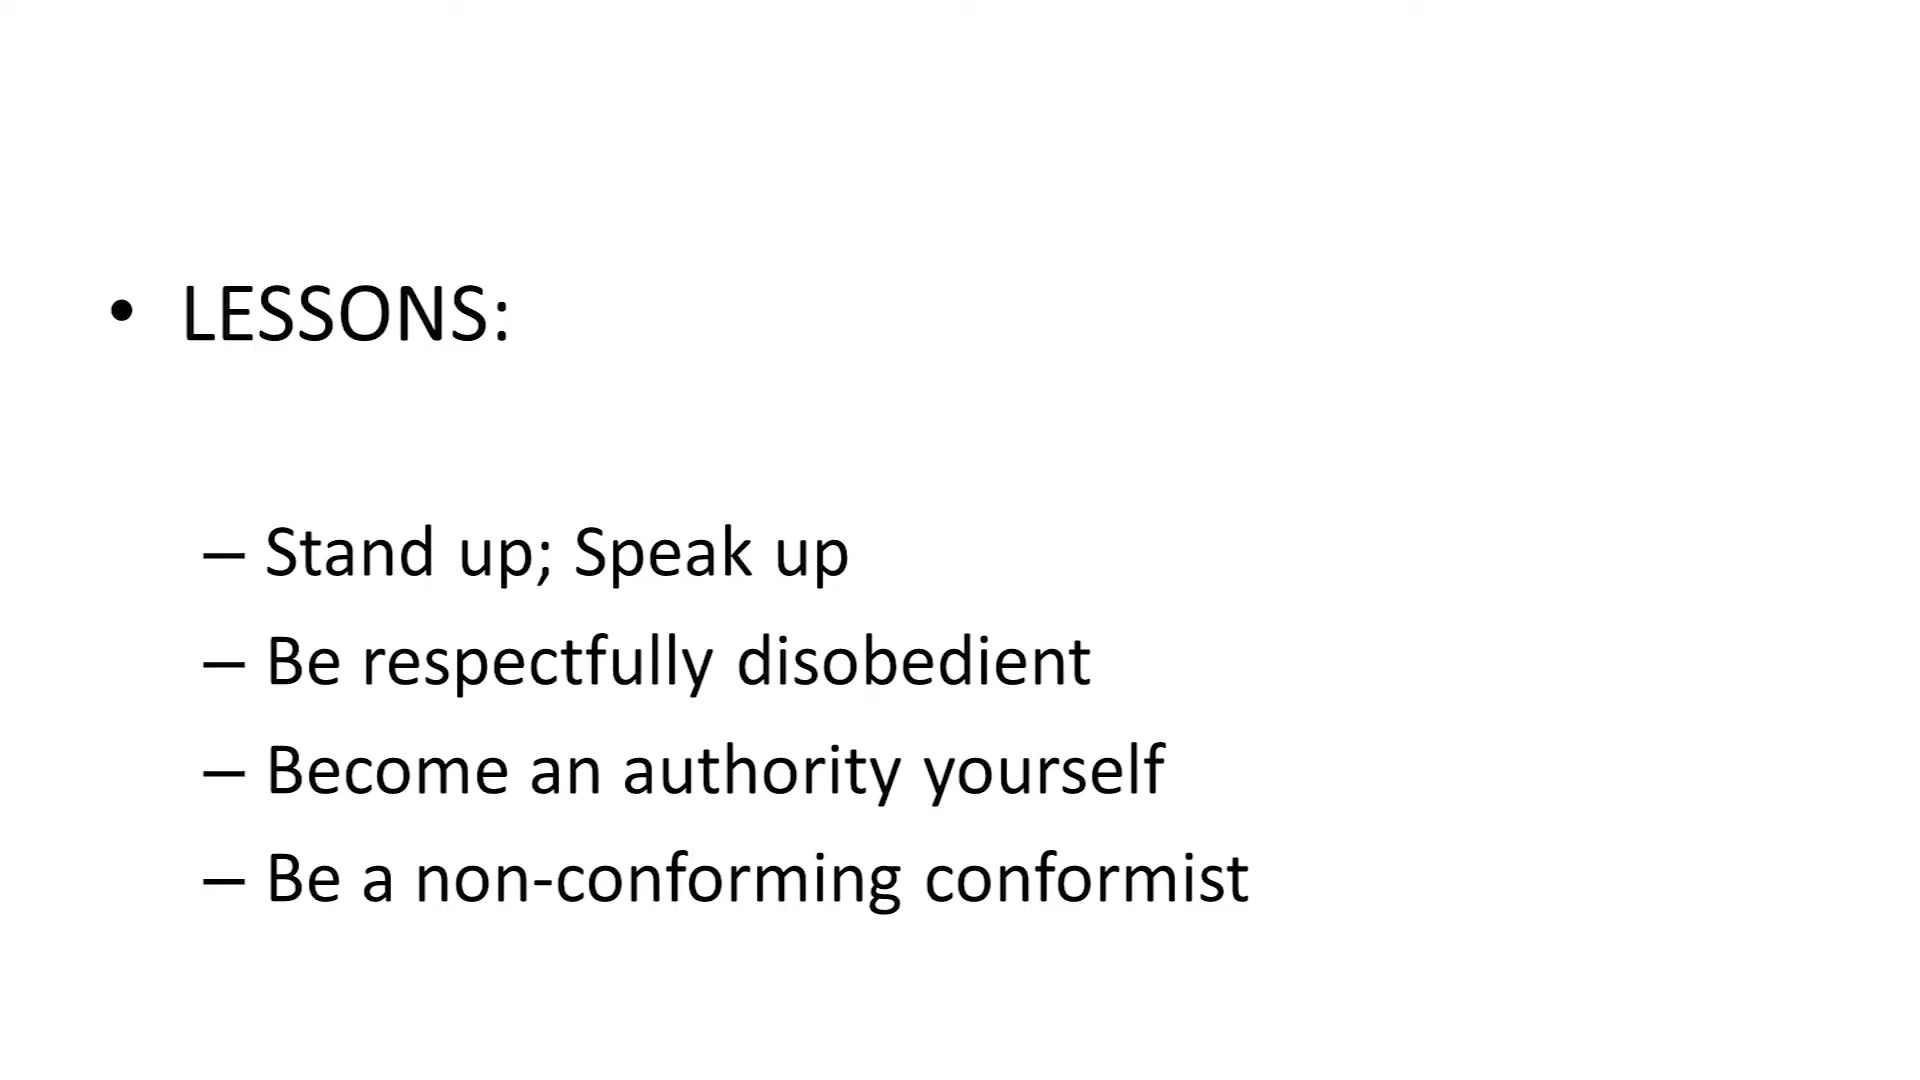 • LESSONS:
– Stand up; Speak up
– Be respectfully disobedient
– Become an authority yourself
– Be a non-conforming conformist